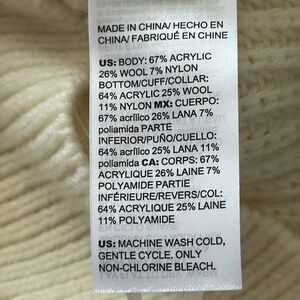 MADE IN CHINA/ HECHO EN
CHINA/ FABRIQUÉ EN CHINE
US: BODY: 67% ACRYLIC
26% WOOL 7% NYLON
BOTTOM/CUFF/COLLAR:
64% ACRYLIC 25% WOOL
11% NYLON MX: CUERPO:
67% acrílico 26% LANA 7%
poliamida PARTE
INFERIOR/PUÑO/CUELLO:
64% acrílico 25% LANA 11%
poliamida CA: CORPS: 67%
ACRYLIQUE 26% LAINE 7%
POLYAMIDE PARTIE
INFÉRIEURE/REVERS/COL:
64% ACRYLIQUE 25% LAINE
11% POLYAMIDE
US: MACHINE WASH COLD,
GENTLE CYCLE. ONLY
NON-CHLORINE BLEACH.